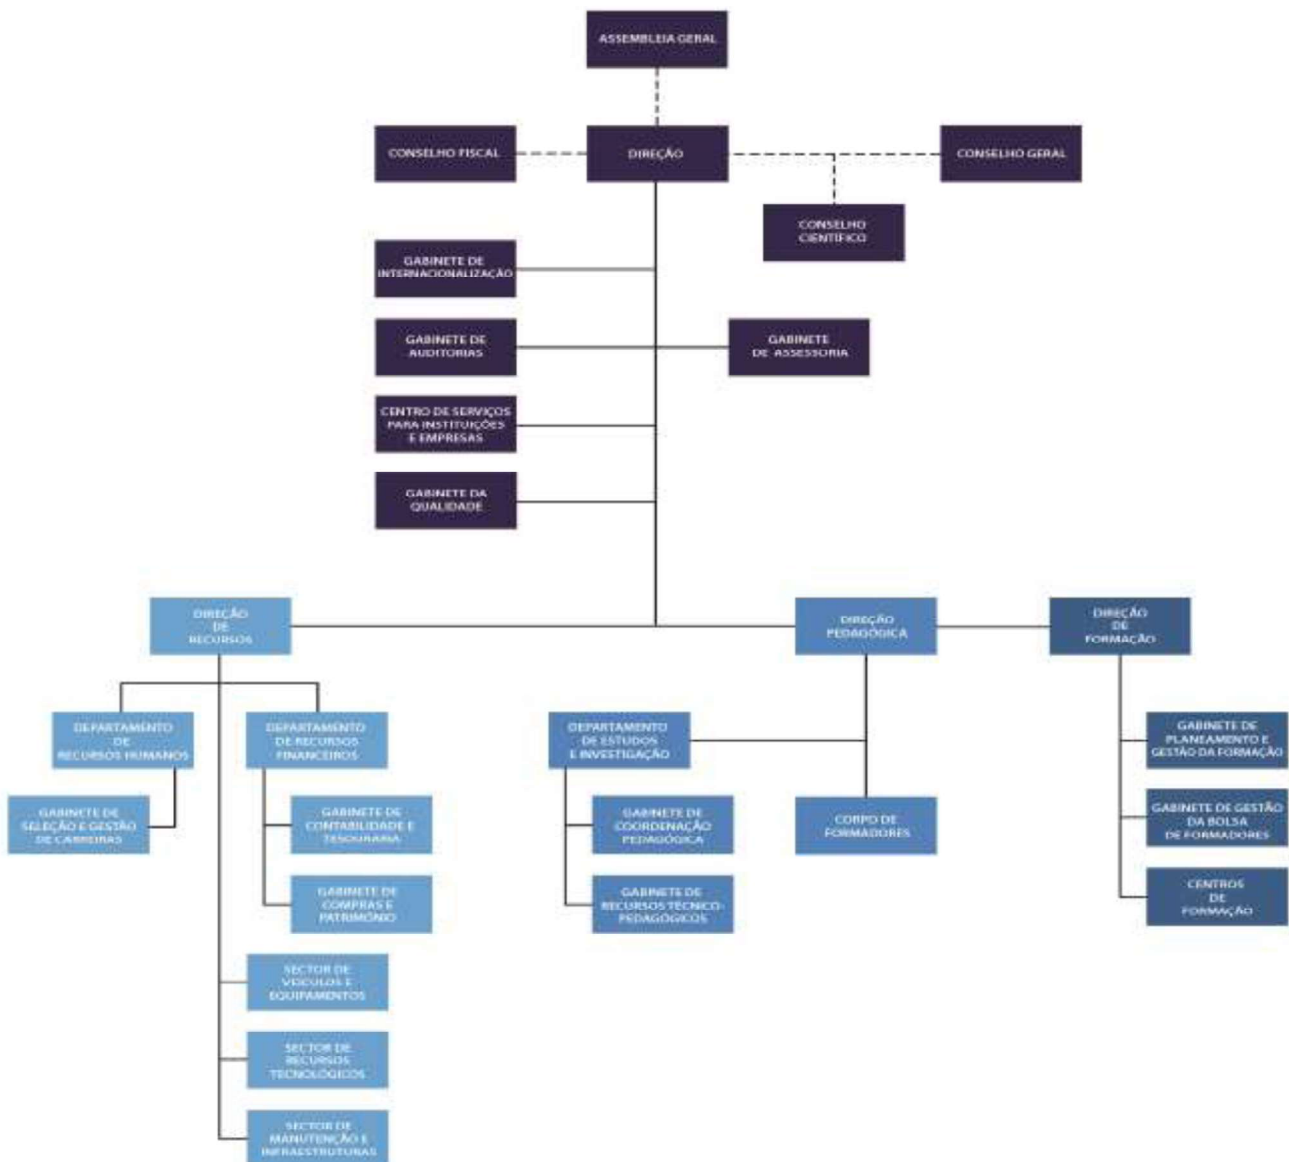 ASSEMBLEIA GERAL
CONSELHO FISCAL
DIREÇÃO
CONSELHO GERAL
CONSELHO
CIENTÍFICO
GABINETE DE
INTERNACIONALIZAÇÃO
GABINETE DE
AUDITORIAS
GABINETE
DE ASSESSORIA
CENTRO DE SERVIÇOS
PARA INSTITUIÇÕES
E EMPRESAS
GABINETE DA
QUALIDADE
DIREÇÃO
DE
RECURSOS
DIREÇÃO
PEDAGÓGICA
DIREÇÃO
DE
FORMAÇÃO
DEPARTAMENTO
DE
RECURSOS HUMANOS
DEPARTAMENTO
DE RECURSOS
FINANCEIROS
DEPARTAMENTO
DE ESTUDOS
E INVESTIGAÇÃO
GABINETE DE
PLANEAMENTO E
GESTÃO DA FORMAÇÃO
GABINETE DE
SELEÇÃO E GESTÃO
DE CARREIRAS
GABINETE DE
CONTABILIDADE E
TESOURARIA
GABINETE DE
COORDENAÇÃO
PEDAGÓGICA
CORPO DE
FORMADORES
GABINETE DE GESTÃO
DA BOLSA
DE FORMADORES
GABINETE DE
COMPRAS E
PATRIMÓNIO
GABINETE DE
RECURSOS TÉCNICO-
PEDAGÓGICOS
CENTROS
DE
FORMAÇÃO
SECTOR DE
VEÍCULOS E
EQUIPAMENTOS
SECTOR DE
RECURSOS
TECNOLÓGICOS
SECTOR DE
MANUTENÇÃO E
INFRAESTRUTURAS